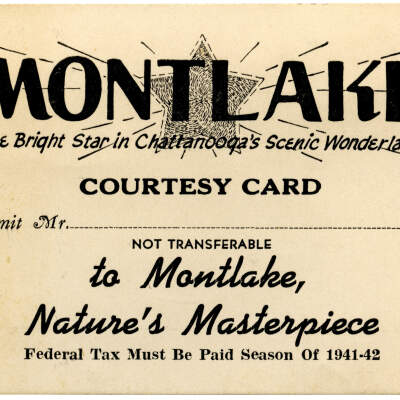 MONTLAKE
e Bright Star in Chattanooga's Scenic Wonderla
COURTESY CARD
mit Mr.
NOT TRANSFERABLE
to Montlake,
Nature's Masterpiece
Federal Tax Must Be Paid Season Of 1941-42